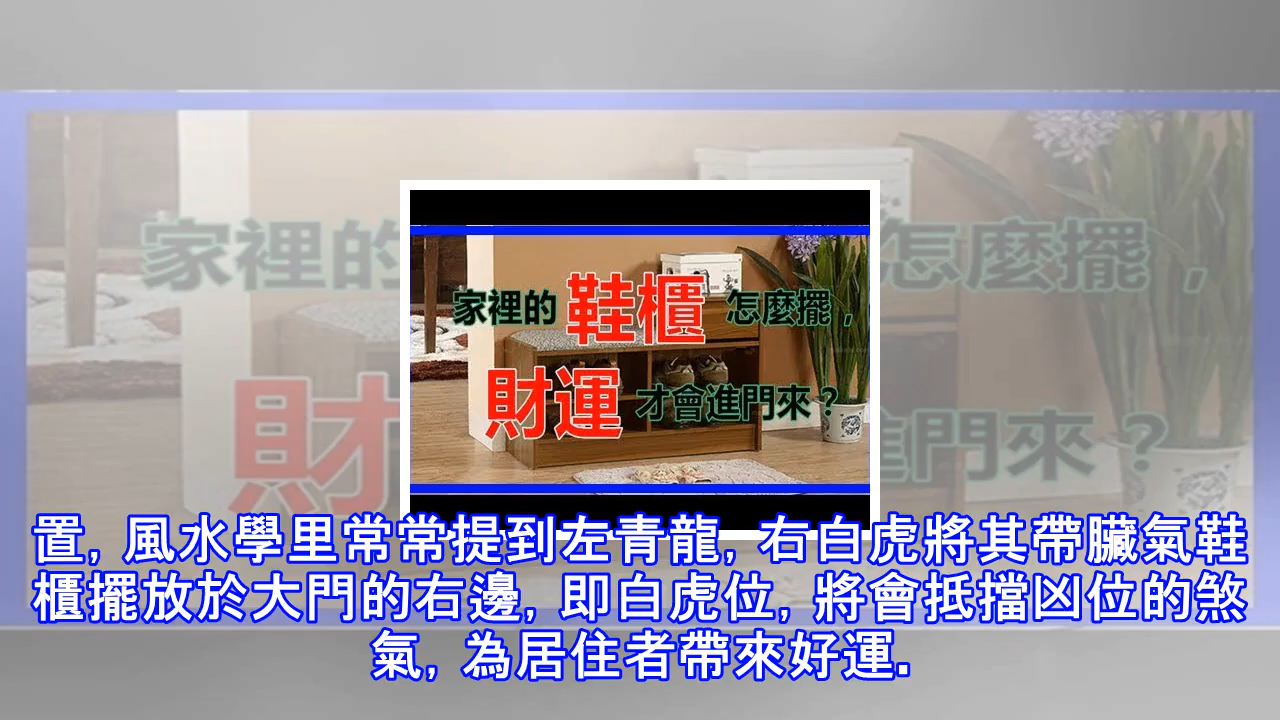 家裡的鞋櫃怎麼擺，
財運才會進門來？
置, 風水學里常常提到左青龍, 右白虎將其帶臟氣鞋
櫃擺放於大門的右邊, 即白虎位, 將會抵擋凶位的煞
氣, 為居住者帶來好運.